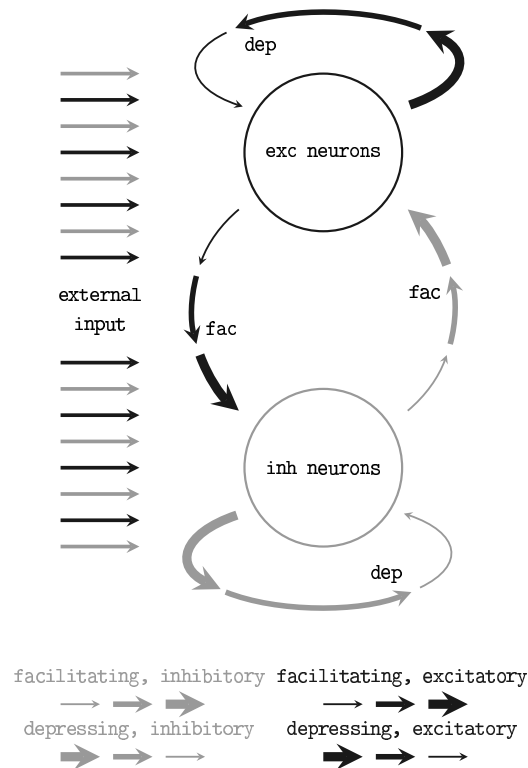 dep
exc neurons
external
input
fac
fac
inh neurons
dep
facilitating, inhibitory
facilitating, excitatory
depressing, inhibitory
depressing, excitatory